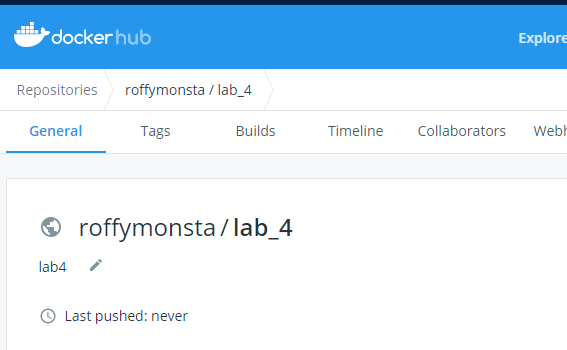 dockerhub
Explore
Repositories roffymonsta / lab_4
General Tags Builds Timeline Collaborators Webh
roffymonsta / lab_4
lab4
Last pushed: never